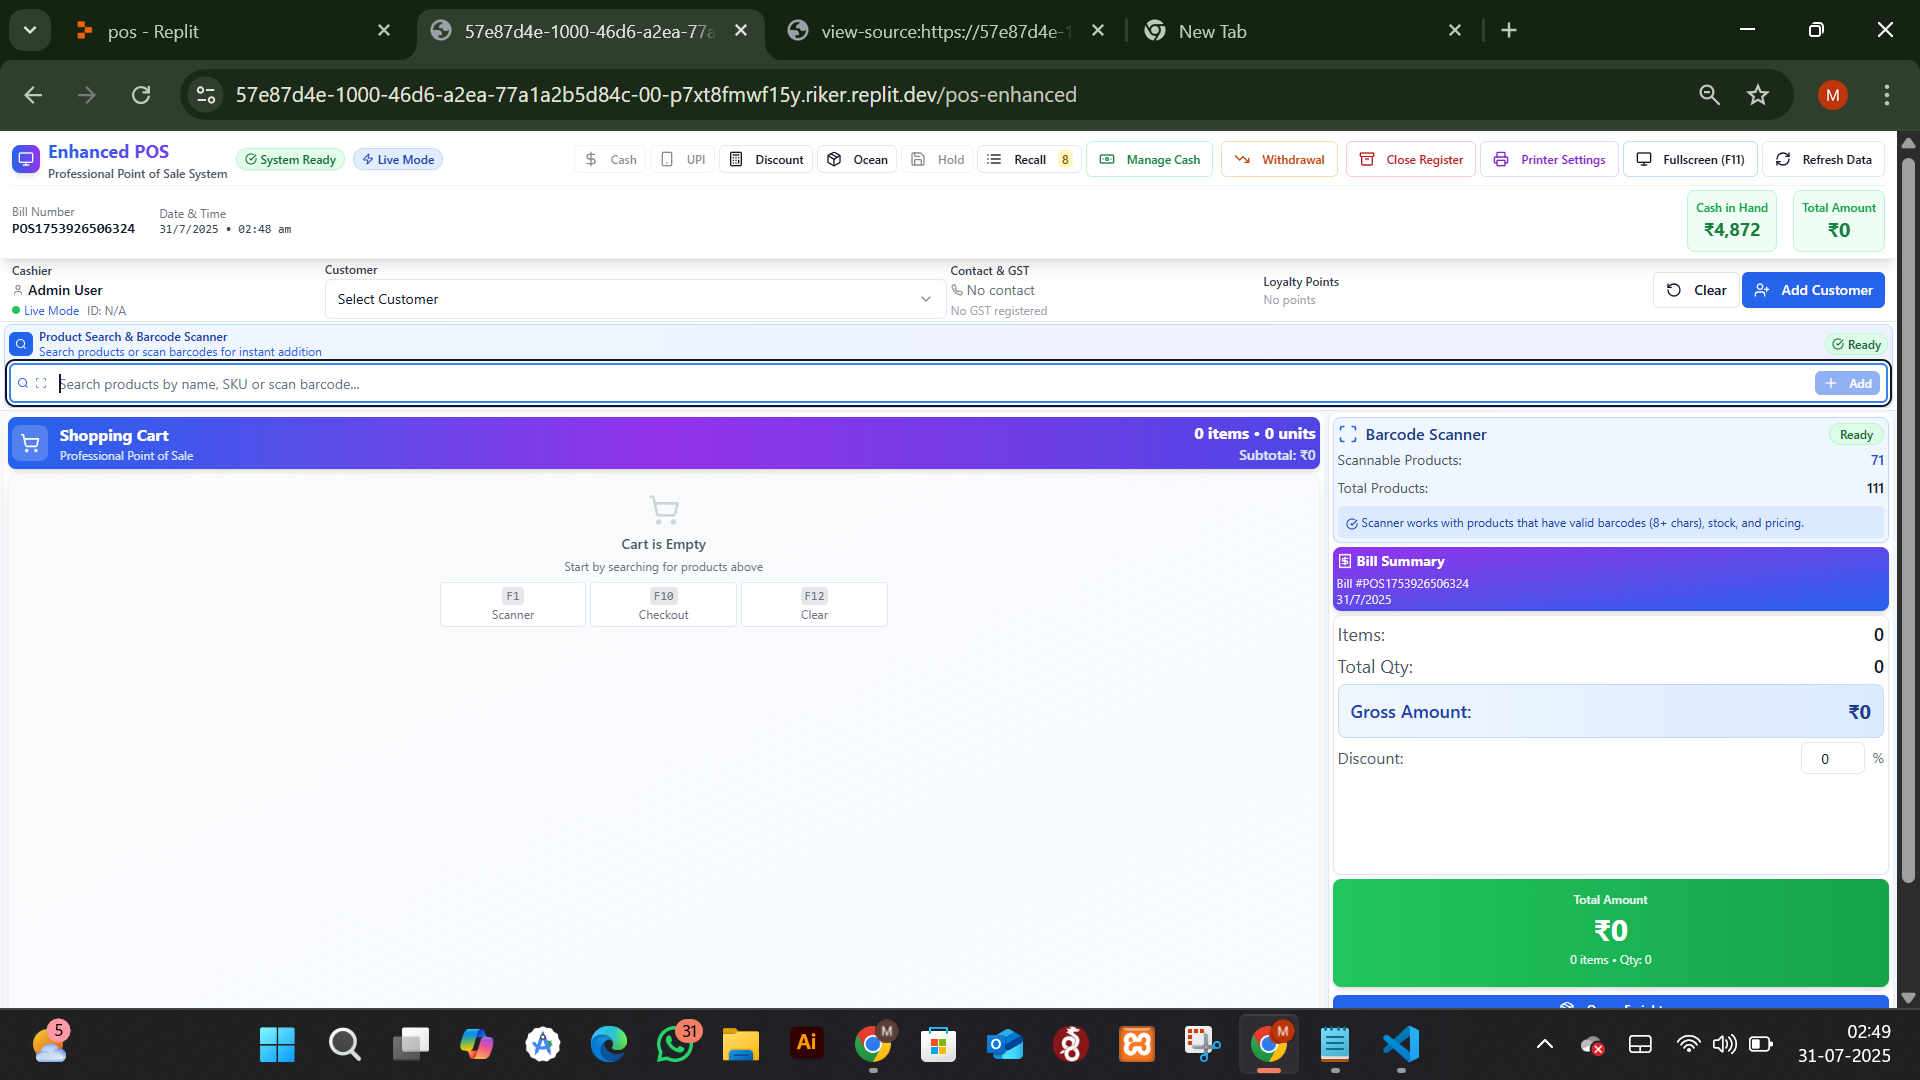 pos - Replit
57e87d4e-1000-46d6-a2ea-77a
view-source:https://57e87d4e-1
New Tab
57e87d4e-1000-46d6-a2ea-77a1a2b5d84c-00-p7xt8fmwf15y.riker.replit.dev/pos-enhanced
M
Enhanced POS
Professional Point of Sale System
System Ready
Live Mode
Cash
UPI
Discount
Ocean
Hold
Recall 8
Manage Cash
Withdrawal
Close Register
Printer Settings
Fullscreen (F11)
Refresh Data
Bill Number
POS1753926506324
Date & Time
31/7/2025 • 02:48 am
Cash in Hand
₹4,872
Total Amount
₹0
Cashier
Admin User
Live Mode ID: N/A
Customer
Select Customer
Contact & GST
No contact
No GST registered
Loyalty Points
No points
Clear
Add Customer
Product Search & Barcode Scanner
Search products or scan barcodes for instant addition
Ready
Search products by name, SKU or scan barcode...
Add
Shopping Cart
Professional Point of Sale
0 items • 0 units
Subtotal: ₹0
Cart is Empty
Start by searching for products above
F1
Scanner
F10
Checkout
F12
Clear
Barcode Scanner
Ready
Scannable Products: 71
Total Products: 111
Scanner works with products that have valid barcodes (8+ chars), stock, and pricing.
Bill Summary
Bill #POS1753926506324
31/7/2025
Items: 0
Total Qty: 0
Gross Amount: ₹0
Discount: 0 %
Total Amount
₹0
0 items • Qty: 0
5
31
Ai
M
M
02:49
31-07-2025